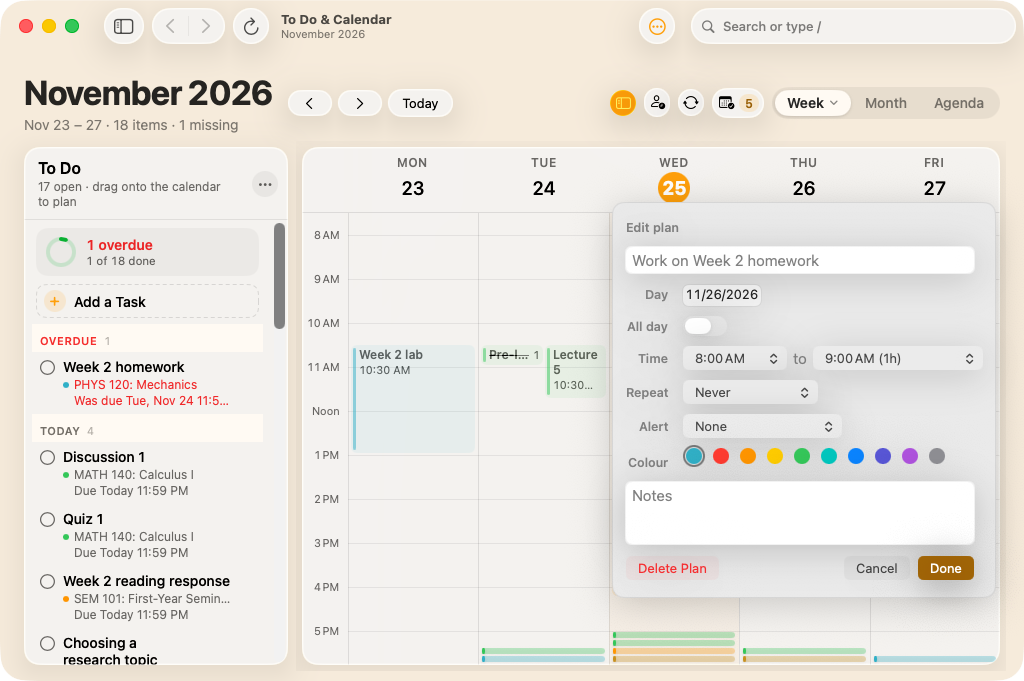 To Do & Calendar
November 2026
Search or type /
November 2026
Nov 23 – 27 · 18 items · 1 missing
Today
5
Week
Month
Agenda
To Do
17 open · drag onto the calendar
to plan
1 overdue
1 of 18 done
Add a Task
OVERDUE 1
Week 2 homework
PHYS 120: Mechanics
Was due Tue, Nov 24 11:5...
TODAY 4
Discussion 1
MATH 140: Calculus I
Due Today 11:59 PM
Quiz 1
MATH 140: Calculus I
Due Today 11:59 PM
Week 2 reading response
SEM 101: First-Year Semin...
Due Today 11:59 PM
Choosing a
research topic
MON
TUE
WED
THU
FRI
23
24
25
26
27
8 AM
9 AM
10 AM
11 AM
Noon
1 PM
2 PM
3 PM
4 PM
5 PM
Week 2 lab
10:30 AM
Pre-l... 1
Lecture
5
10:30...
Edit plan
Work on Week 2 homework
Day 11/26/2026
All day
Time 8:00 AM to 9:00 AM (1h)
Repeat Never
Alert None
Colour
Notes
Delete Plan
Cancel
Done